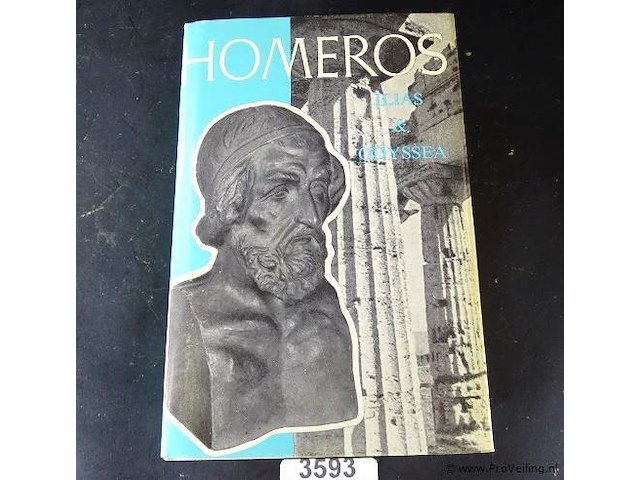 HOMEROS
ILIAS
&
ODYSSEA
3593
© www.ProVeiling.nl